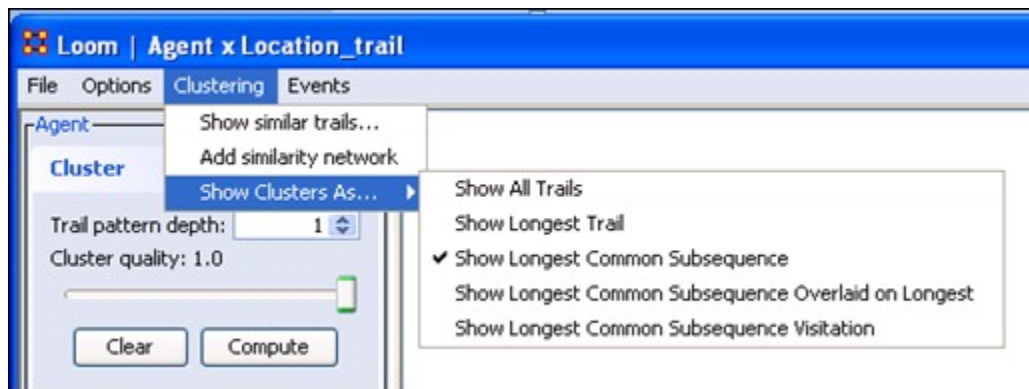 Loom | Agent x Location_trail
File Options Clustering Events
Agent
Cluster
Trail pattern depth: 1
Cluster quality: 1.0
Clear Compute
Show similar trails...
Add similarity network
Show Clusters As...
Show All Trails
Show Longest Trail
✔ Show Longest Common Subsequence
Show Longest Common Subsequence Overlaid on Longest
Show Longest Common Subsequence Visitation